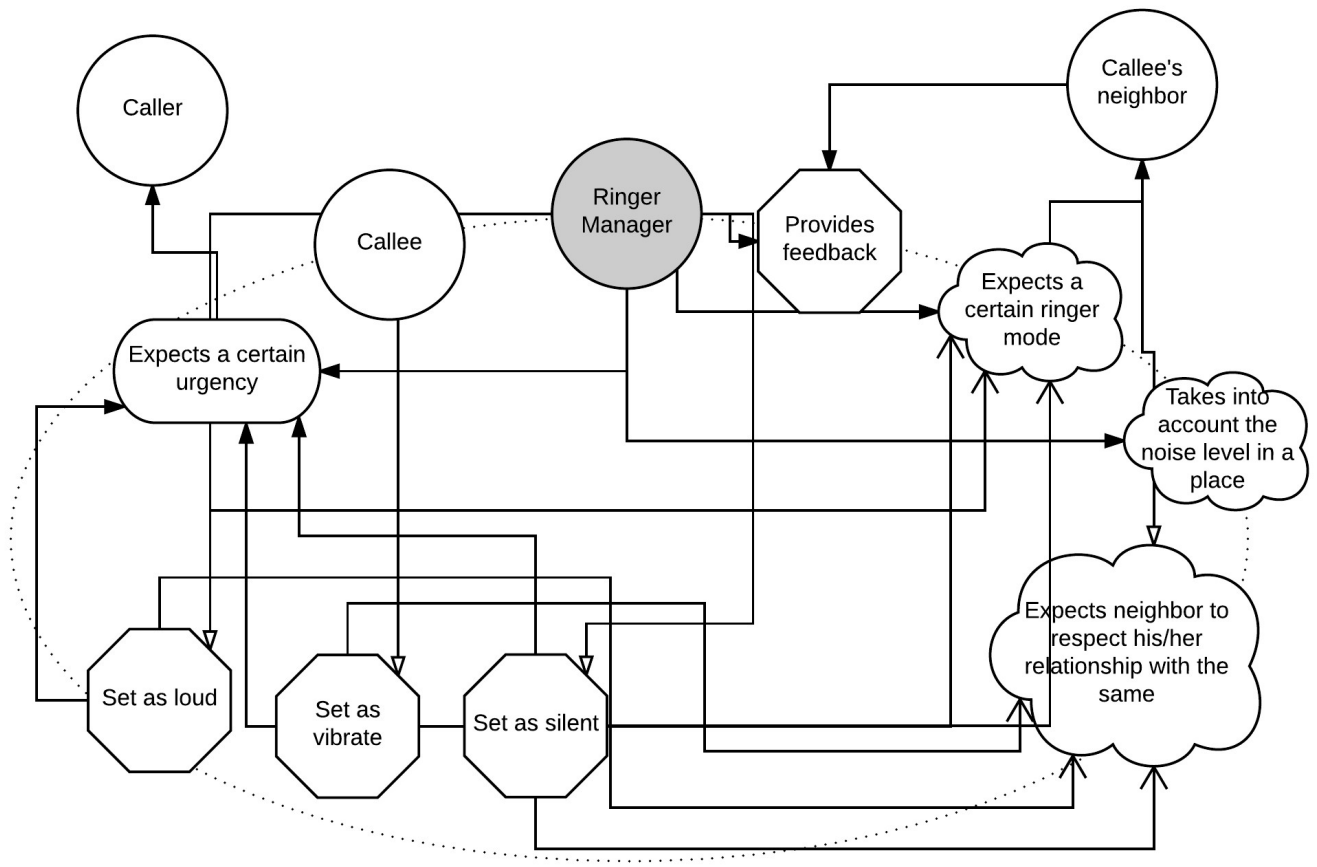 Caller
Callee's
neighbor
Ringer
Manager
Callee
Provides
feedback
Expects a
certain ringer
mode
Expects a certain
urgency
Takes into
account the
noise level in a
place
Expects neighbor to
respect his/her
relationship with the
same
Set as loud
Set as
vibrate
Set as silent